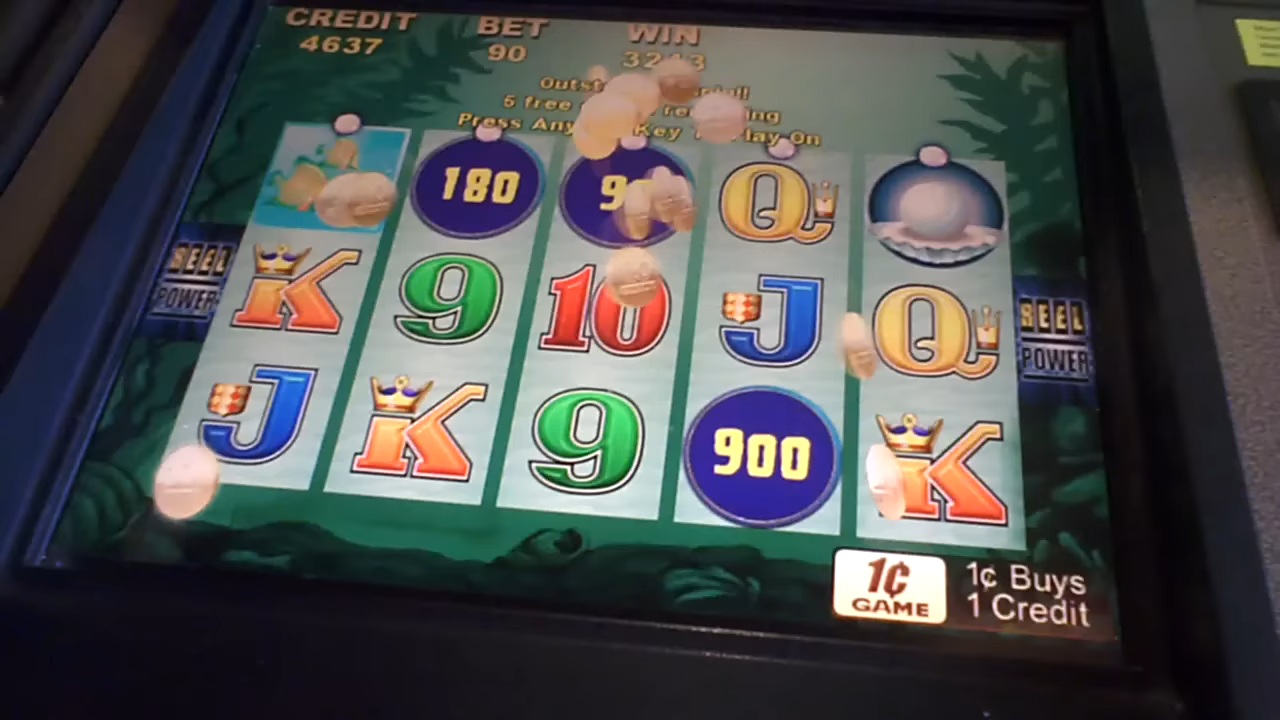 CREDIT BET WIN
4637 90
5 free
Press Any Key On
180 Q
REEL POWER K 9 10 J Q REEL POWER
J K 9 900 K
1¢ GAME
1¢ Buys
1 Credit